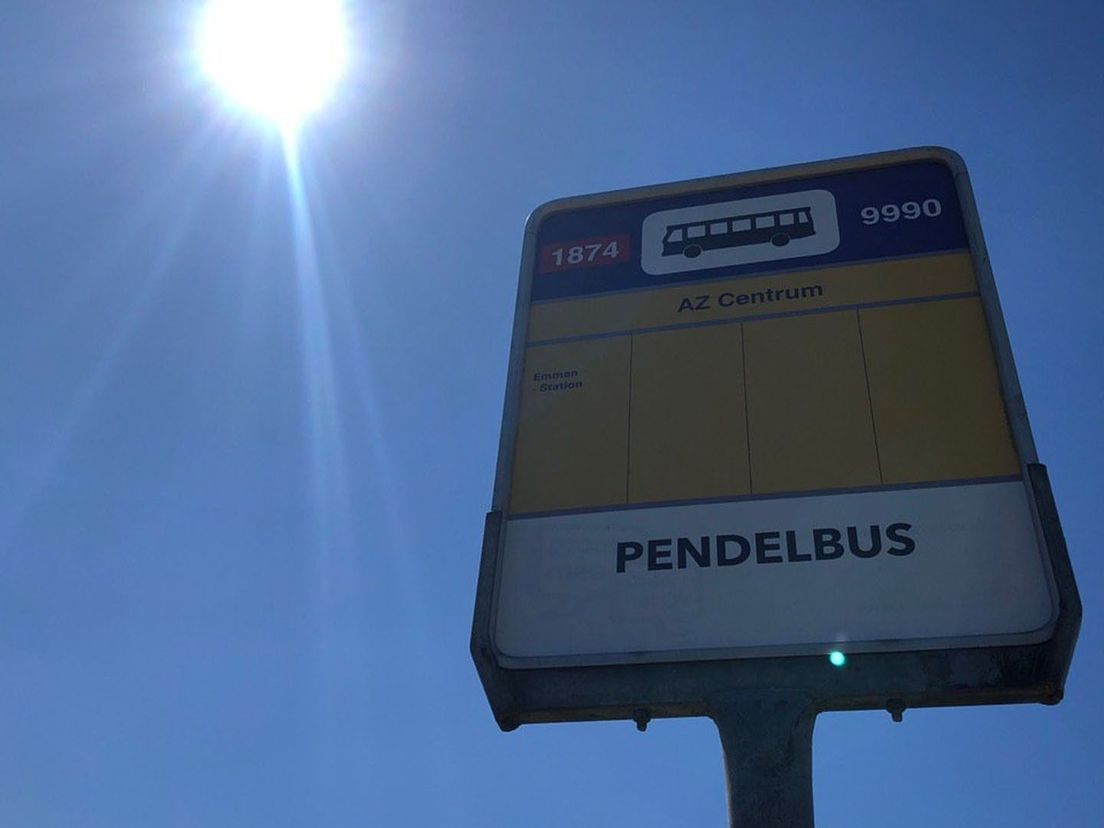 1874
9990
AZ Centrum
Emmen
- Station
PENDELBUS